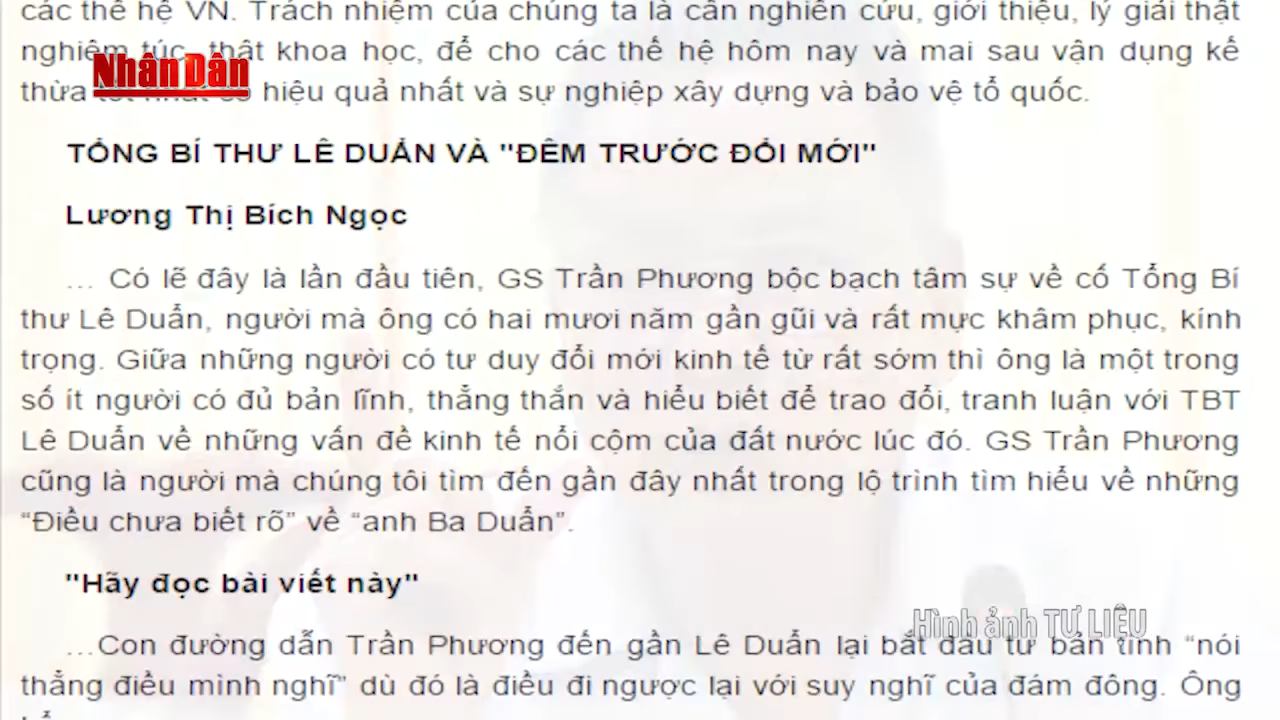 các thế hệ VN. Trách nhiệm của chúng ta là cần nghiên cứu, giới thiệu, lý giải thật
nghiêm túc, thật khoa học, để cho các thế hệ hôm nay và mai sau vận dụng kế
Nhân Dân
thừa tốt nhất có hiệu quả nhất và sự nghiệp xây dựng và bảo vệ tổ quốc.
TỔNG BÍ THƯ LÊ DUẨN VÀ "ĐÊM TRƯỚC ĐỔI MỚI"
Lương Thị Bích Ngọc
... Có lẽ đây là lần đầu tiên, GS Trần Phương bộc bạch tâm sự về cố Tổng Bí
thư Lê Duẩn, người mà ông có hai mươi năm gần gũi và rất mực khâm phục, kính
trọng. Giữa những người có tư duy đổi mới kinh tế từ rất sớm thì ông là một trong
số ít người có đủ bản lĩnh, thẳng thắn và hiểu biết để trao đổi, tranh luận với TBT
Lê Duẩn về những vấn đề kinh tế nổi cộm của đất nước lúc đó. GS Trần Phương
cũng là người mà chúng tôi tìm đến gần đây nhất trong lộ trình tìm hiểu về những
“Điều chưa biết rõ” về “anh Ba Duẩn”.
"Hãy đọc bài viết này"
Hình ảnh TƯ LIỆU
...Con đường dẫn Trần Phương đến gần Lê Duẩn lại bắt đầu từ bản tính “nói
thẳng điều mình nghĩ” dù đó là điều đi ngược lại với suy nghĩ của đám đông. Ông